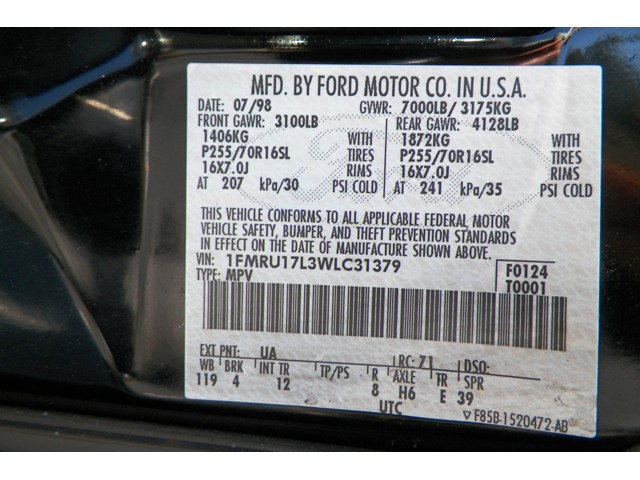 MFD. BY FORD MOTOR CO. IN U.S.A.
DATE: 07/98 GVWR: 7000LB/ 3175KG
FRONT GAWR: 3100LB REAR GAWR: 4128LB
1406KG WITH 1872KG WITH
P255/70R16SL TIRES P255/70R16SL TIRES
16X7.0J RIMS 16X7.0J RIMS
AT 207 kPa/30 PSI COLD AT 241 kPa/35 PSI COLD
THIS VEHICLE CONFORMS TO ALL APPLICABLE FEDERAL MOTOR
VEHICLE SAFETY, BUMPER, AND THEFT PREVENTION STANDARDS
IN EFFECT ON THE DATE OF MANUFACTURE SHOWN ABOVE.
VIN: 1FMRU17L3WLC31379 F0124
TYPE: MPV T0001
EXT PNT: UA RC: 71 DSO:
WB BRK INT TR TP/PS R AXLE TR SPR
119 4 12 8 H6 E 39
UTC ▽F85B-1520472-AB